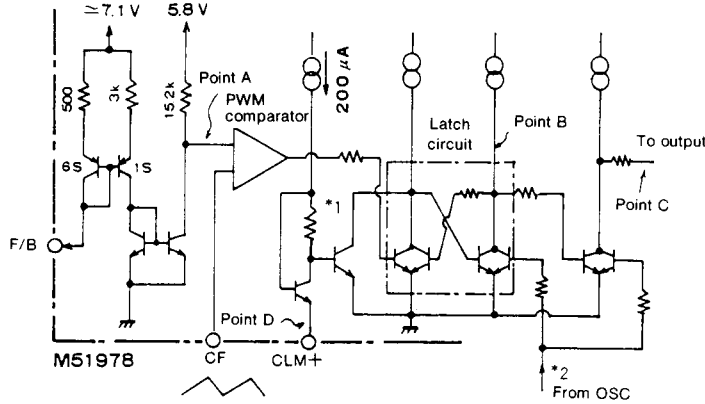 ≃7.1 V
5.8 V
500
3k
15.2k
Point A
PWM
comparator
200 μA
Latch
circuit
Point B
To output
Point C
6S
1S
*1
F/B
Point D
M51978
CF
CLM+
*2
From OSC